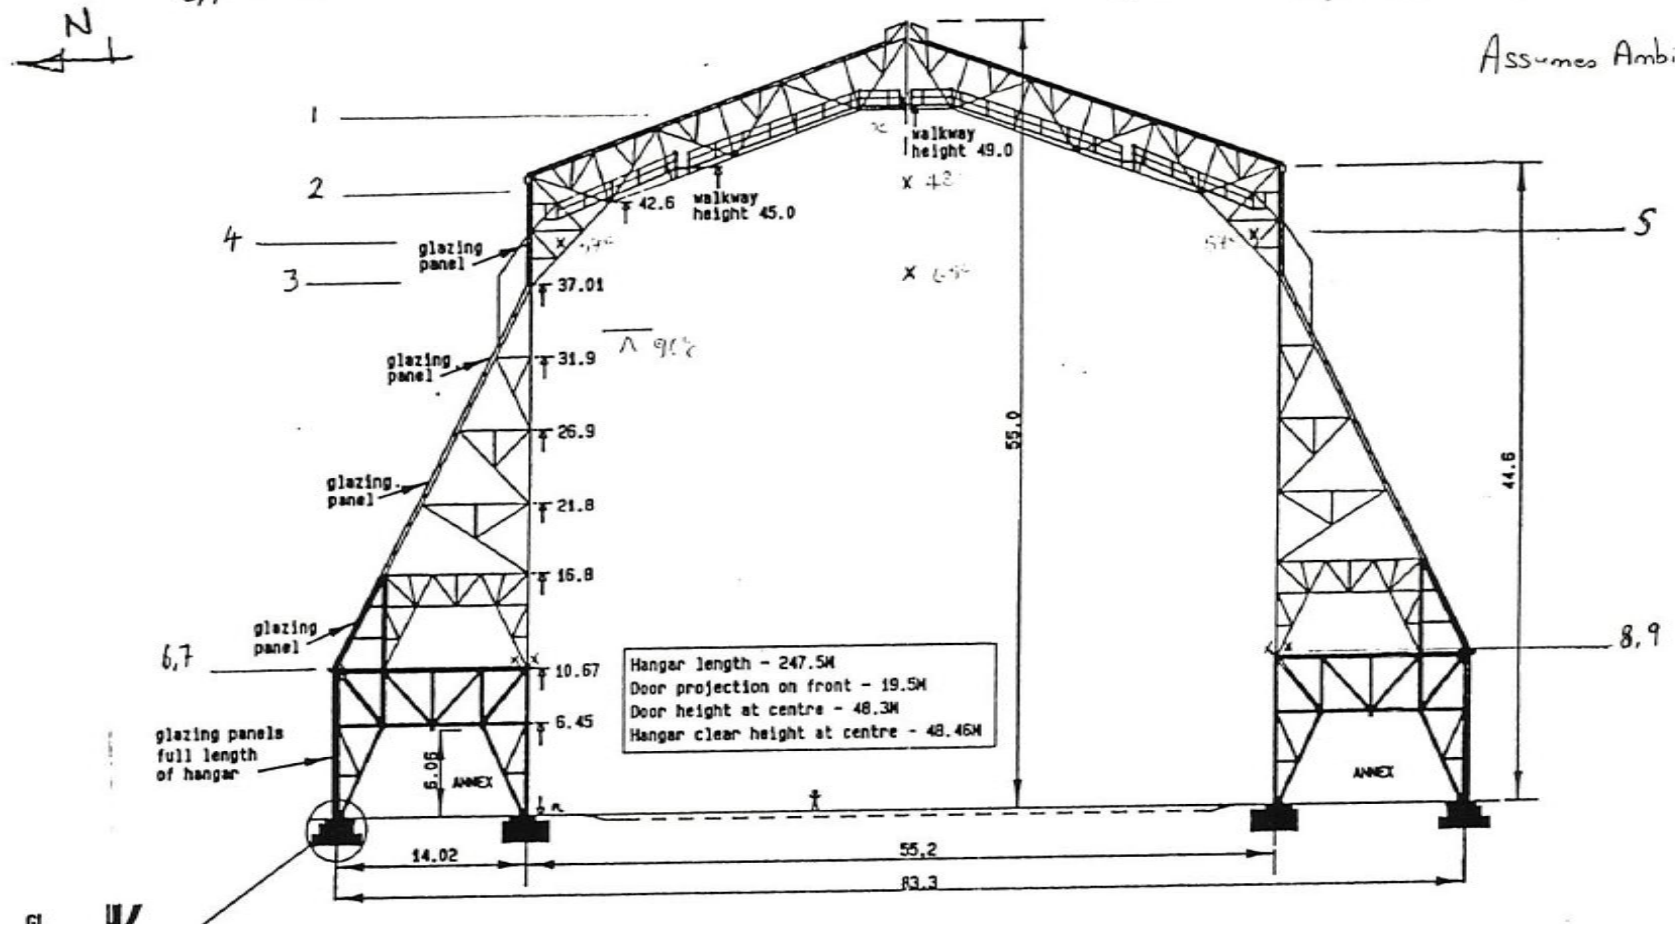 N
Assumes Ambi
1
walkway
height 49.0
2
42.6
walkway
height 45.0
4
glazing
panel
5
3
37.01
glazing
panel
31.9
55.0
26.9
44.6
glazing
panel
21.8
16.8
glazing
panel
6,7
8,9
10.67
Hangar length - 247.5M
Door projection on front - 19.5M
Door height at centre - 48.3M
Hangar clear height at centre - 48.46M
6.45
glazing panels
full length
of hangar
6.06
ANNEX
ANNEX
14.02
55.2
83.3